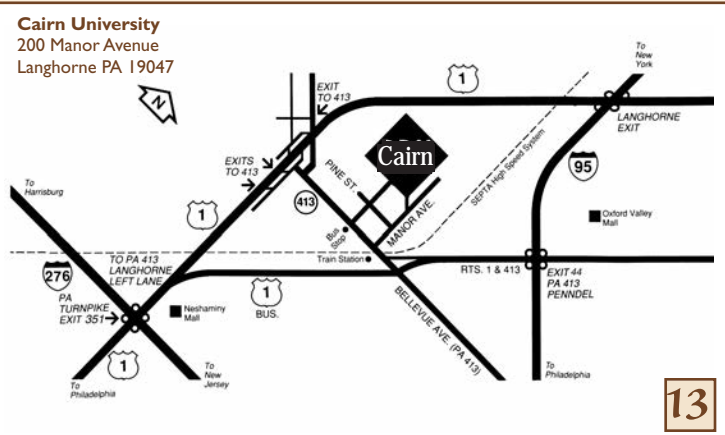 Cairn University
200 Manor Avenue
Langhorne PA 19047
N
To
New
York
EXIT
TO 413
1
LANGHORNE
EXIT
Cairn
EXITS
TO 413
PINE ST.
SEPTA High Speed System
95
To
Harrisburg
413
1
MANOR AVE.
Oxford Valley
Mall
Bus
Stop
TO PA 413
LANGHORNE
LEFT LANE
Train Station
276
RTS. 1 & 413
EXIT 44
PA 413
PENNDEL
1
BUS.
PA
TURNPIKE
EXIT 351
Neshaminy
Mall
BELLEVUE AVE. (PA 413)
1
To
Philadelphia
To
New
Jersey
To
Philadelphia
13